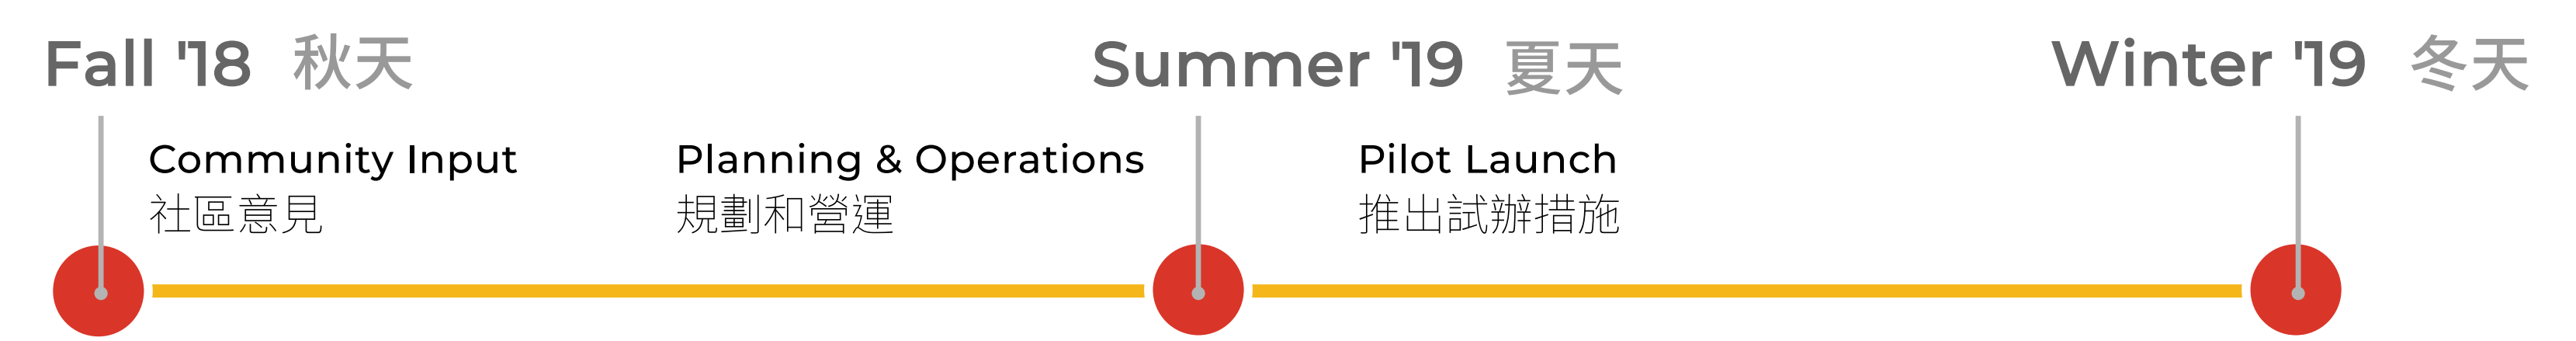 Fall '18 秋天
Summer '19 夏天
Winter '19 冬天
Community Input
社區意見
Planning & Operations
規劃和營運
Pilot Launch
推出試辦措施